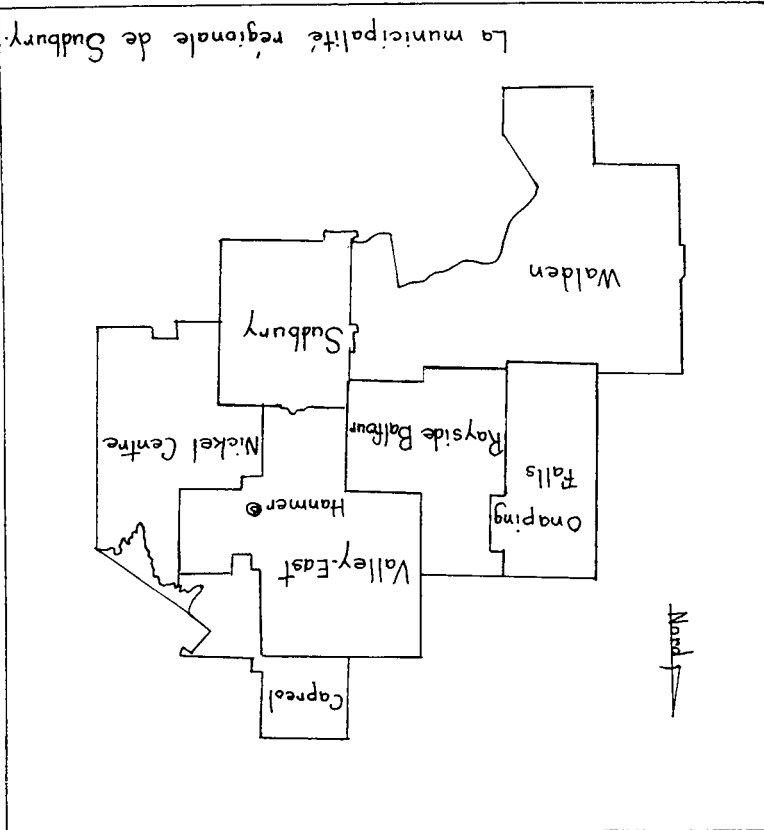 Nord
Capreol
Valley-East
Onaping
Falls
Hanmer
Rayside Balfour
Nickel Centre
Sudbury
Walden
La municipalité régionale de Sudbury.